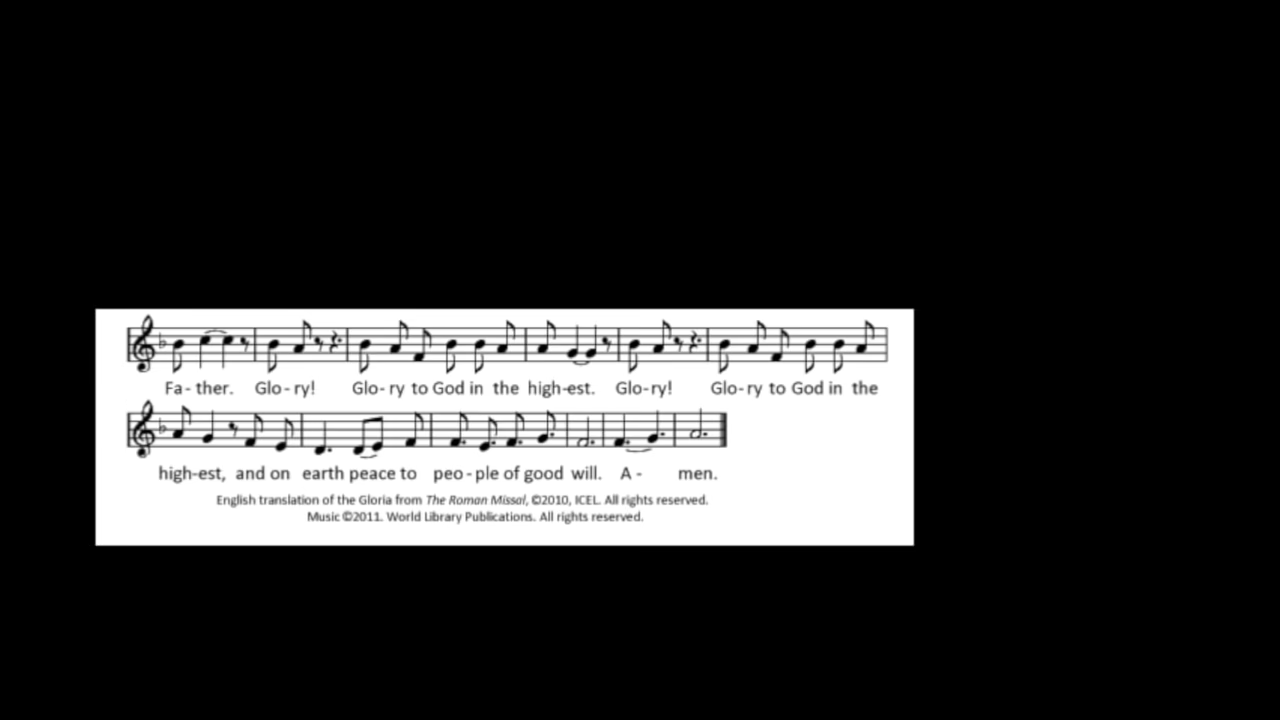 Fa - ther. Glo - ry! Glo - ry to God in the high-est. Glo - ry! Glo - ry to God in the
high-est, and on earth peace to peo - ple of good will. A - men.
English translation of the Gloria from The Roman Missal, ©2010, ICEL. All rights reserved.
Music ©2011. World Library Publications. All rights reserved.